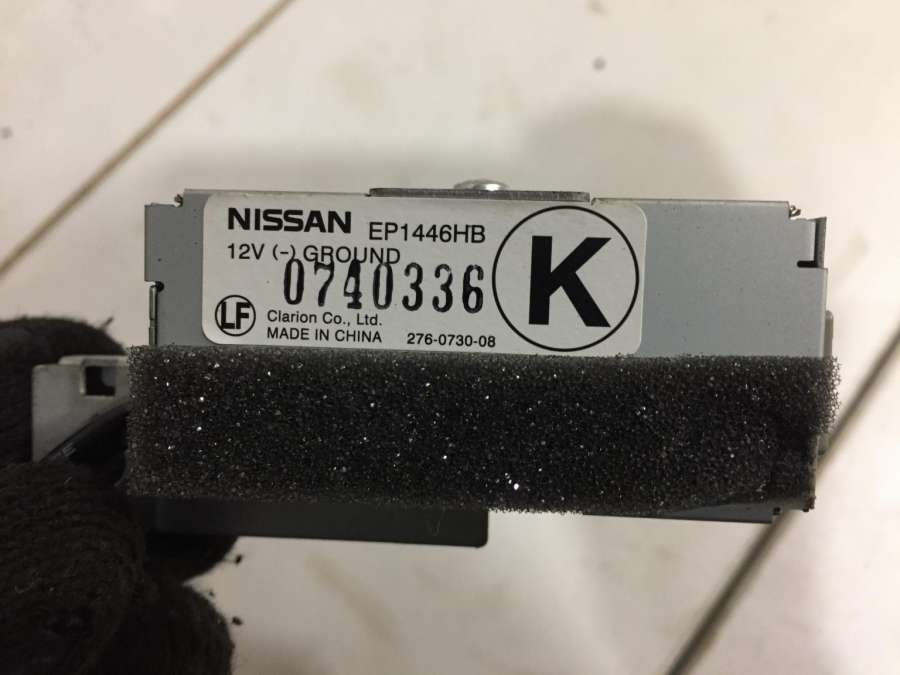 NISSAN EP1446HB
12V (-) GROUND
0740336
K
LF
Clarion Co., Ltd.
MADE IN CHINA 276-0730-08